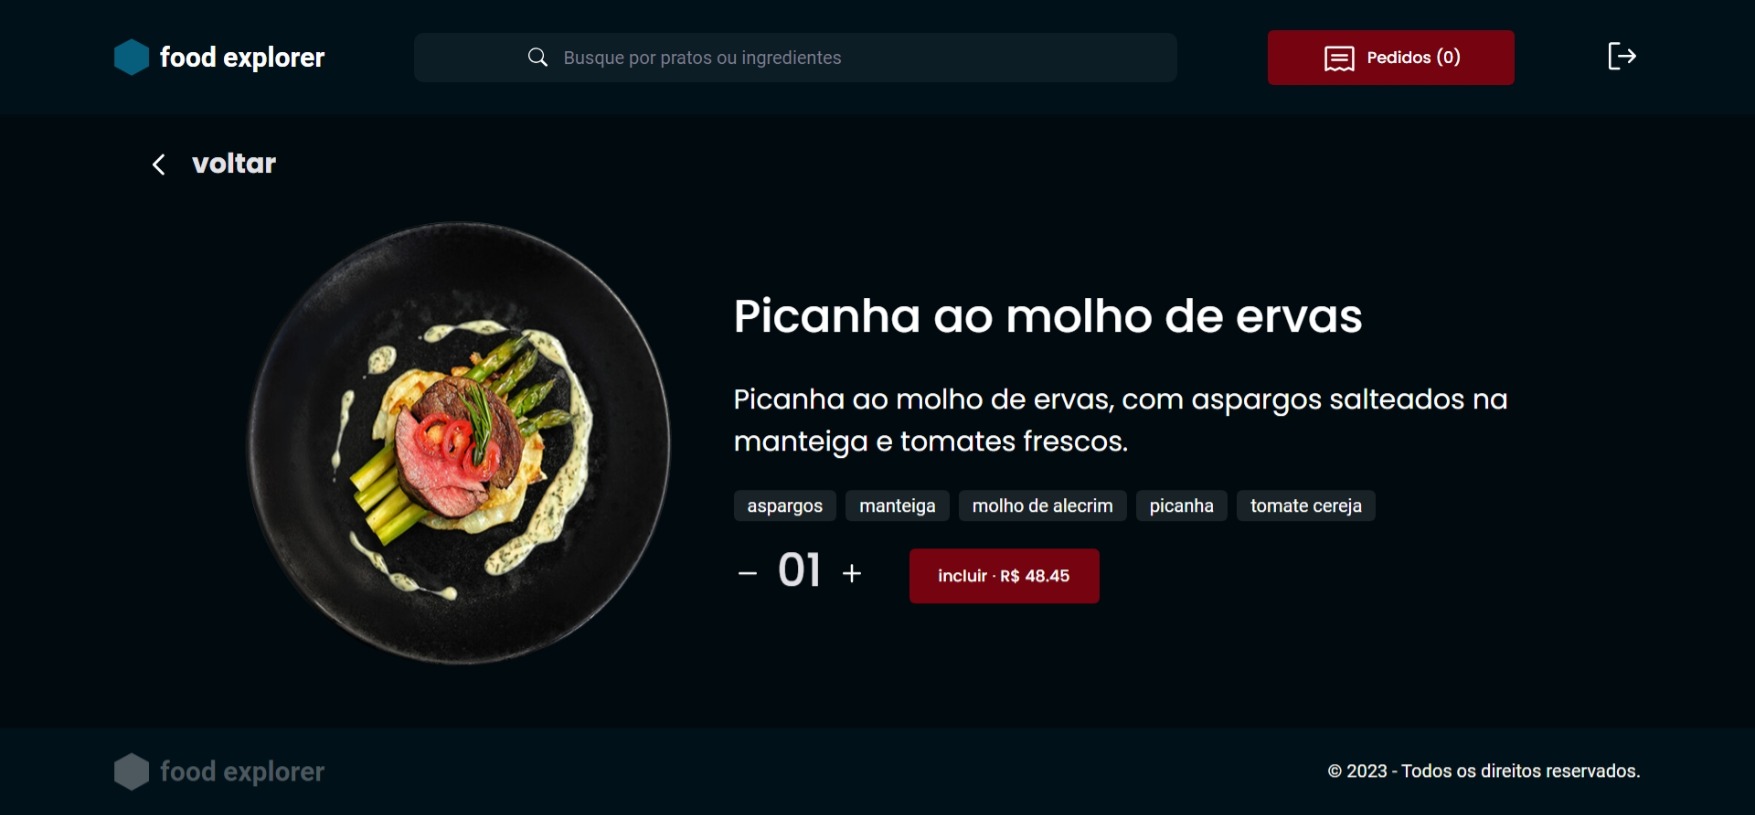 food explorer
Busque por pratos ou ingredientes
Pedidos (0)
voltar
Picanha ao molho de ervas
Picanha ao molho de ervas, com aspargos salteados na
manteiga e tomates frescos.
aspargos manteiga molho de alecrim picanha tomate cereja
− 01 + incluir · R$ 48.45
food explorer
© 2023 - Todos os direitos reservados.